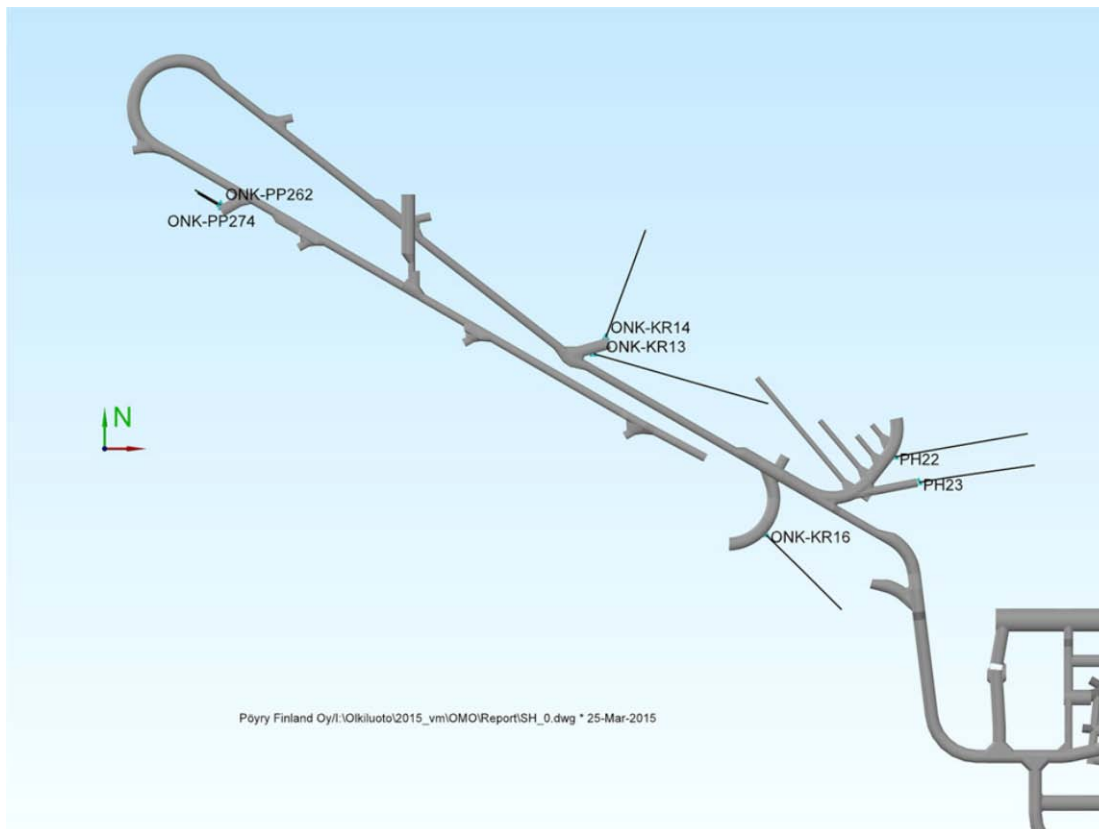 ONK-PP262
ONK-PP274
ONK-KR14
ONK-KR13
N
PH22
PH23
ONK-KR16
Pöyry Finland Oy/I:\Olkiluoto\2015_vm\OMO\Report\SH_0.dwg * 25-Mar-2015